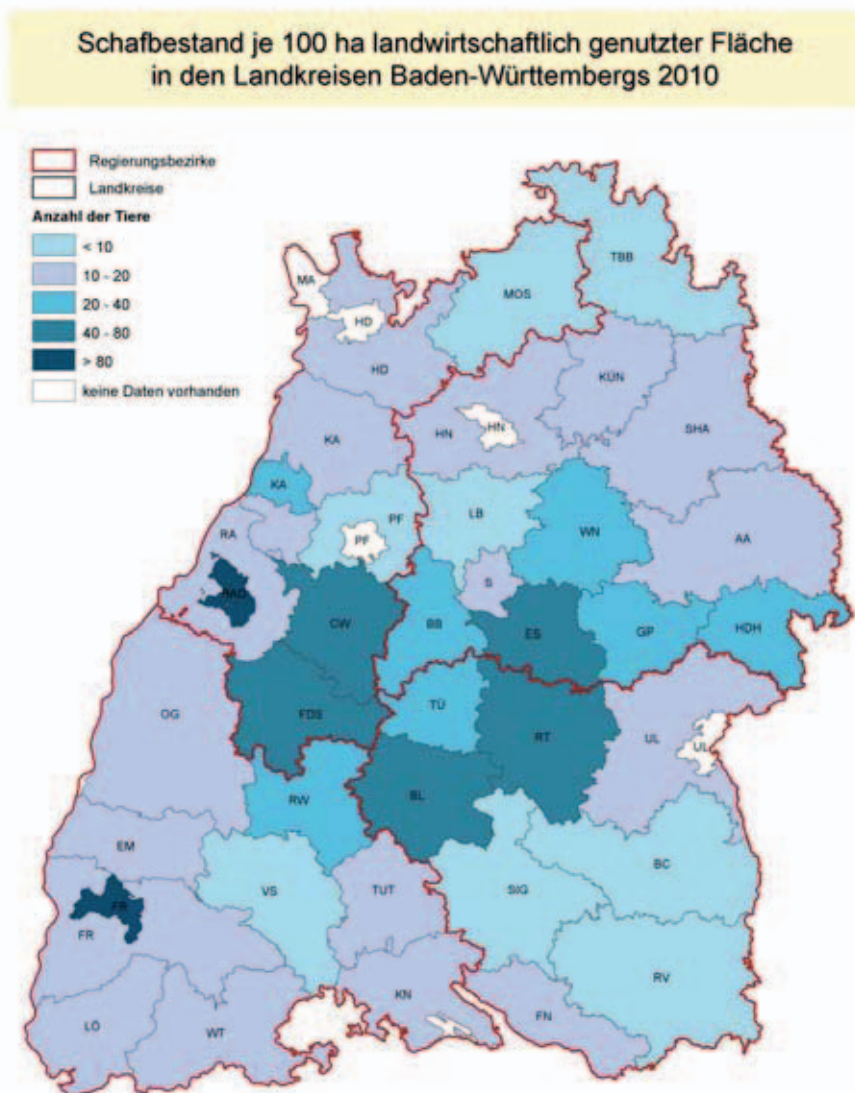 Schafbestand je 100 ha landwirtschaftlich genutzter Fläche
in den Landkreisen Baden-Württembergs 2010
Regierungsbezirke
Landkreise
Anzahl der Tiere
< 10
10 - 20
20 - 40
40 - 80
> 80
keine Daten vorhanden
TBB
MA
MOS
HD
HD
KÜN
KA
HN
HN
SHA
KA
LB
PF
RA
WN
PF
AA
S
BAD
CW
BB
ES
GP
HDH
TÜ
OG
FDS
RT
UL
UL
RW
BL
EM
BC
VS
TUT
SIG
FR
FR
RV
KN
FN
LÖ
WT